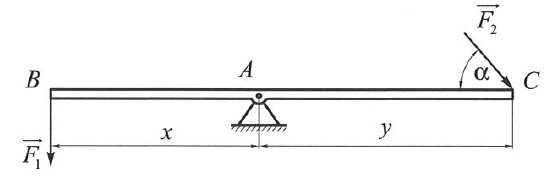 F₂
B A α C
F₁ x y